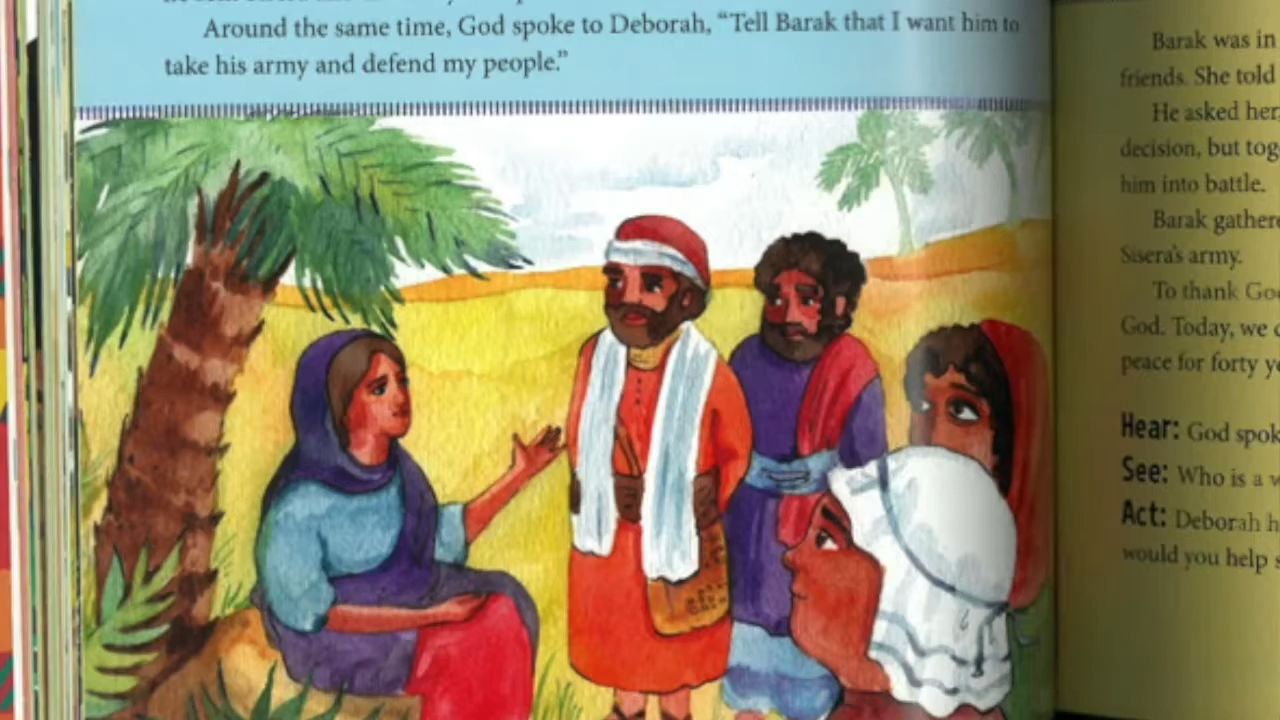 Around the same time, God spoke to Deborah, “Tell Barak that I want him to
take his army and defend my people.”
Barak was in
friends. She told
He asked her,
decision, but tog
him into battle.
Barak gathere
Sisera's army.
To thank Go
God. Today, we
peace for forty
Hear: God spok
See: Who is a
Act: Deborah h
would you help